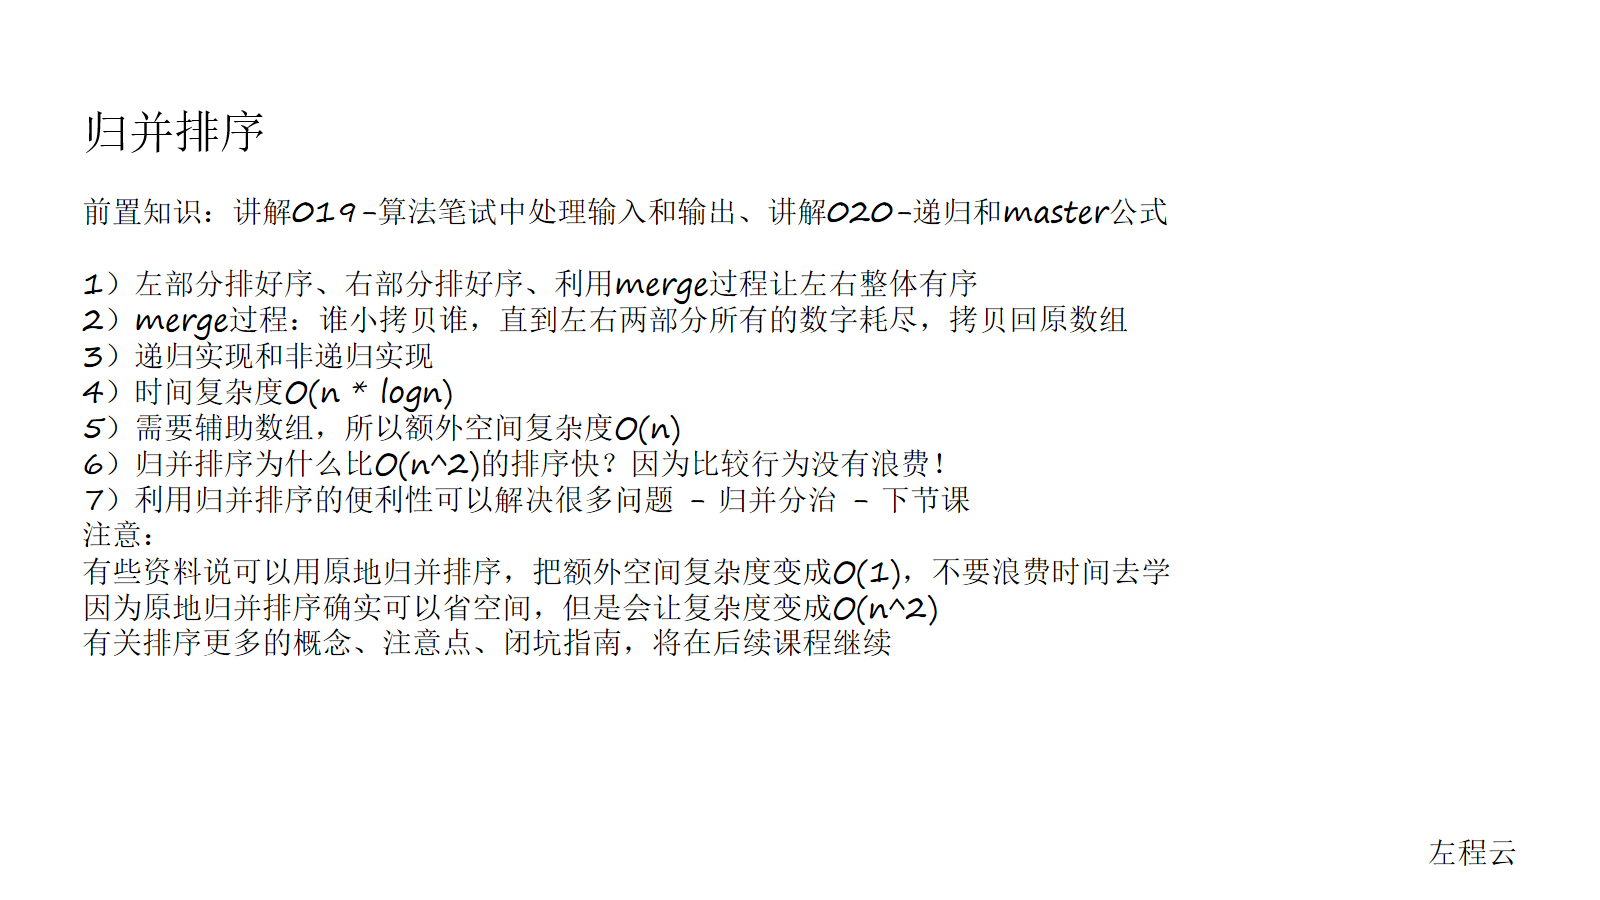 归并排序
前置知识：讲解019-算法笔试中处理输入和输出、讲解020-递归和master公式
1）左部分排好序、右部分排好序、利用merge过程让左右整体有序
2）merge过程：谁小拷贝谁，直到左右两部分所有的数字耗尽，拷贝回原数组
3）递归实现和非递归实现
4）时间复杂度O(n * logn)
5）需要辅助数组，所以额外空间复杂度O(n)
6）归并排序为什么比O(n^2)的排序快？因为比较行为没有浪费！
7）利用归并排序的便利性可以解决很多问题 - 归并分治 - 下节课
注意：
有些资料说可以用原地归并排序，把额外空间复杂度变成O(1)，不要浪费时间去学
因为原地归并排序确实可以省空间，但是会让复杂度变成O(n^2)
有关排序更多的概念、注意点、闭坑指南，将在后续课程继续
左程云